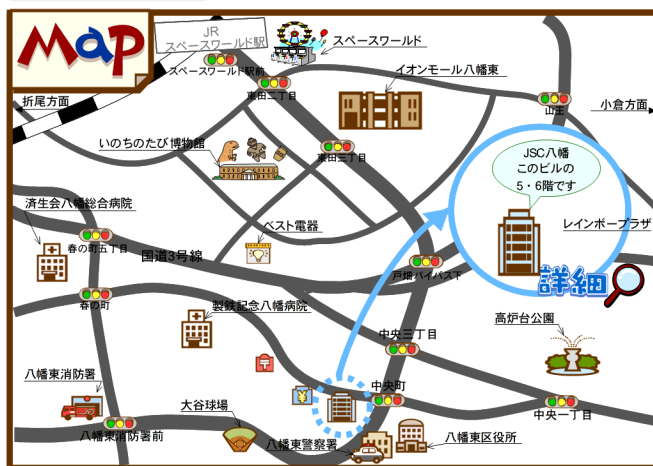 Map
JR
スペースワールド駅
スペースワールド駅前
スペースワールド
東田二丁目
イオンモール八幡東
折尾方面
小倉方面
山王
いのちのたび博物館
東田三丁目
JSC八幡
このビルの
5・6階です
済生会八幡総合病院
春の町五丁目
国道3号線
ベスト電器
戸畑バイパス下
レインボープラザ
詳細
春の町
製鉄記念八幡病院
高炉台公園
中央三丁目
〒
¥
八幡東消防署
大谷球場
中央町
中央一丁目
八幡東消防署前
八幡東警察署
八幡東区役所